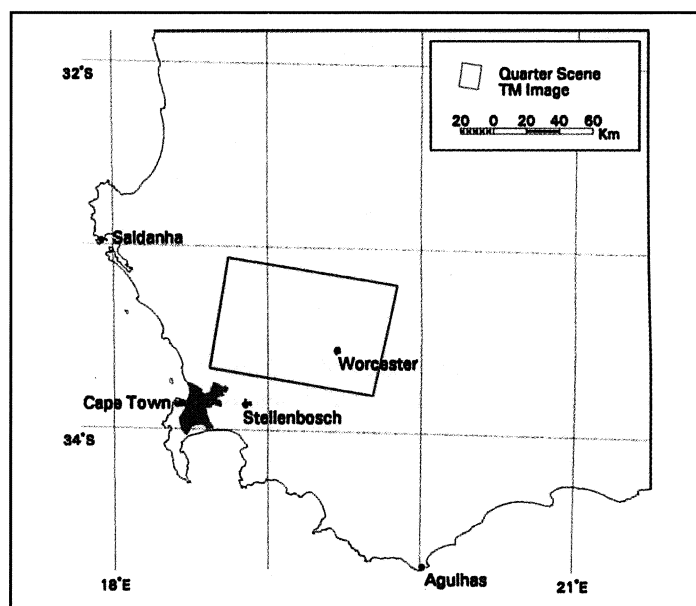 32°S
Quarter Scene
TM Image
20 0 20 40 60
Km
Saldanha
Worcester
Cape Town
Stellenbosch
34°S
18°E
Agulhas
21°E